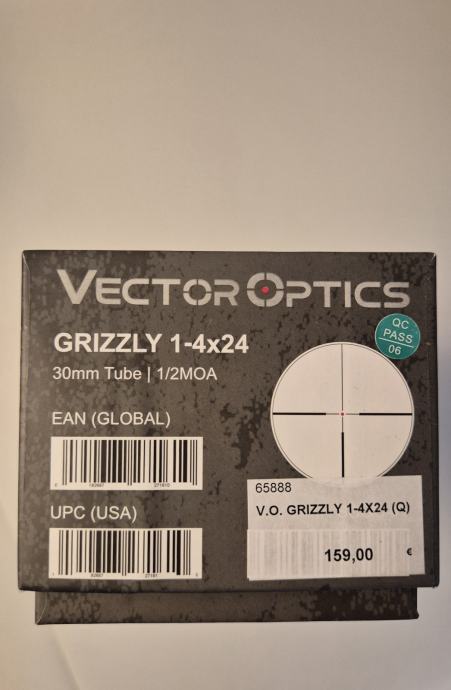 VECTOR OPTICS
GRIZZLY 1-4x24
30mm Tube | 1/2MOA
QC
PASS
06
EAN (GLOBAL)
UPC (USA)
65888
V.O. GRIZZLY 1-4X24 (Q)
159,00 €